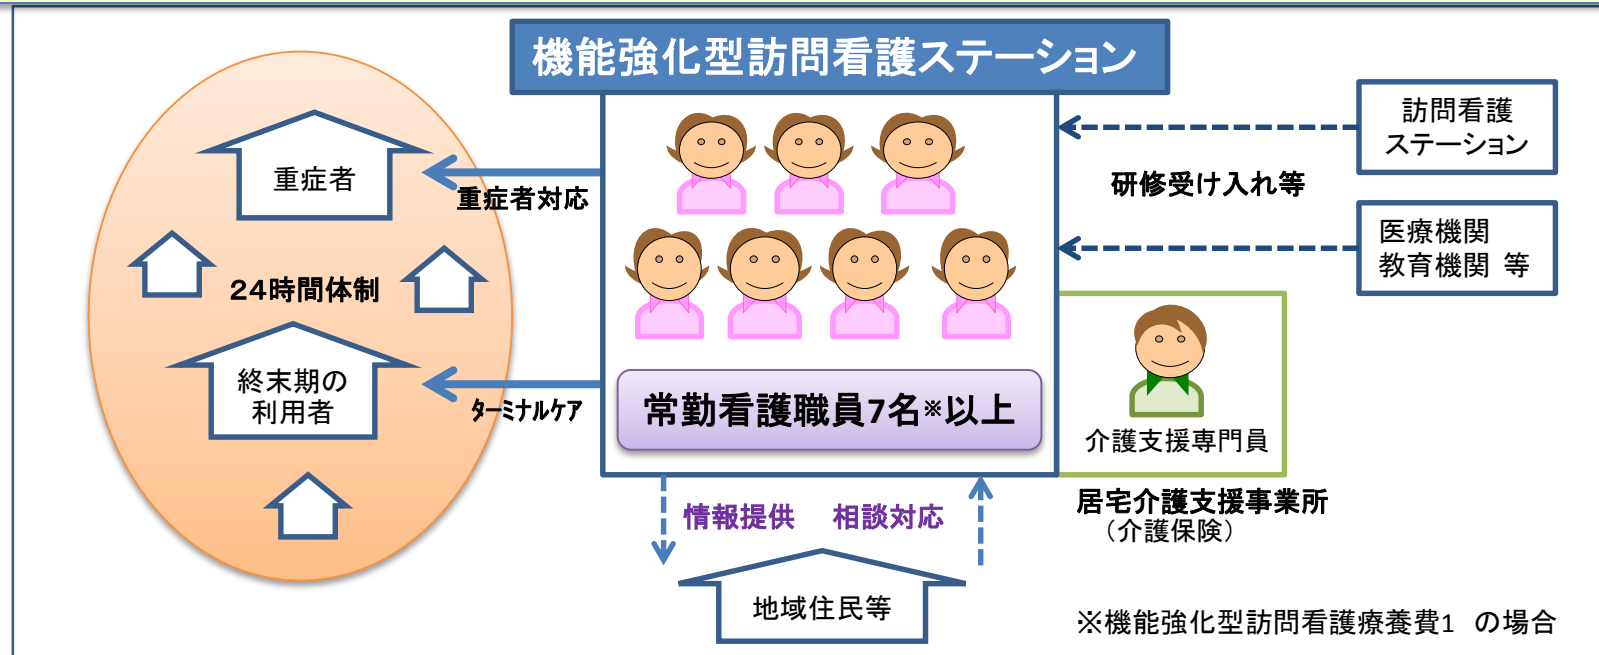 機能強化型訪問看護ステーション
重症者
重症者対応
24時間体制
終末期の
利用者
ターミナルケア
常勤看護職員7名※以上
訪問看護
ステーション
研修受け入れ等
医療機関
教育機関 等
介護支援専門員
居宅介護支援事業所
（介護保険）
情報提供 相談対応
地域住民等
※機能強化型訪問看護療養費1 の場合